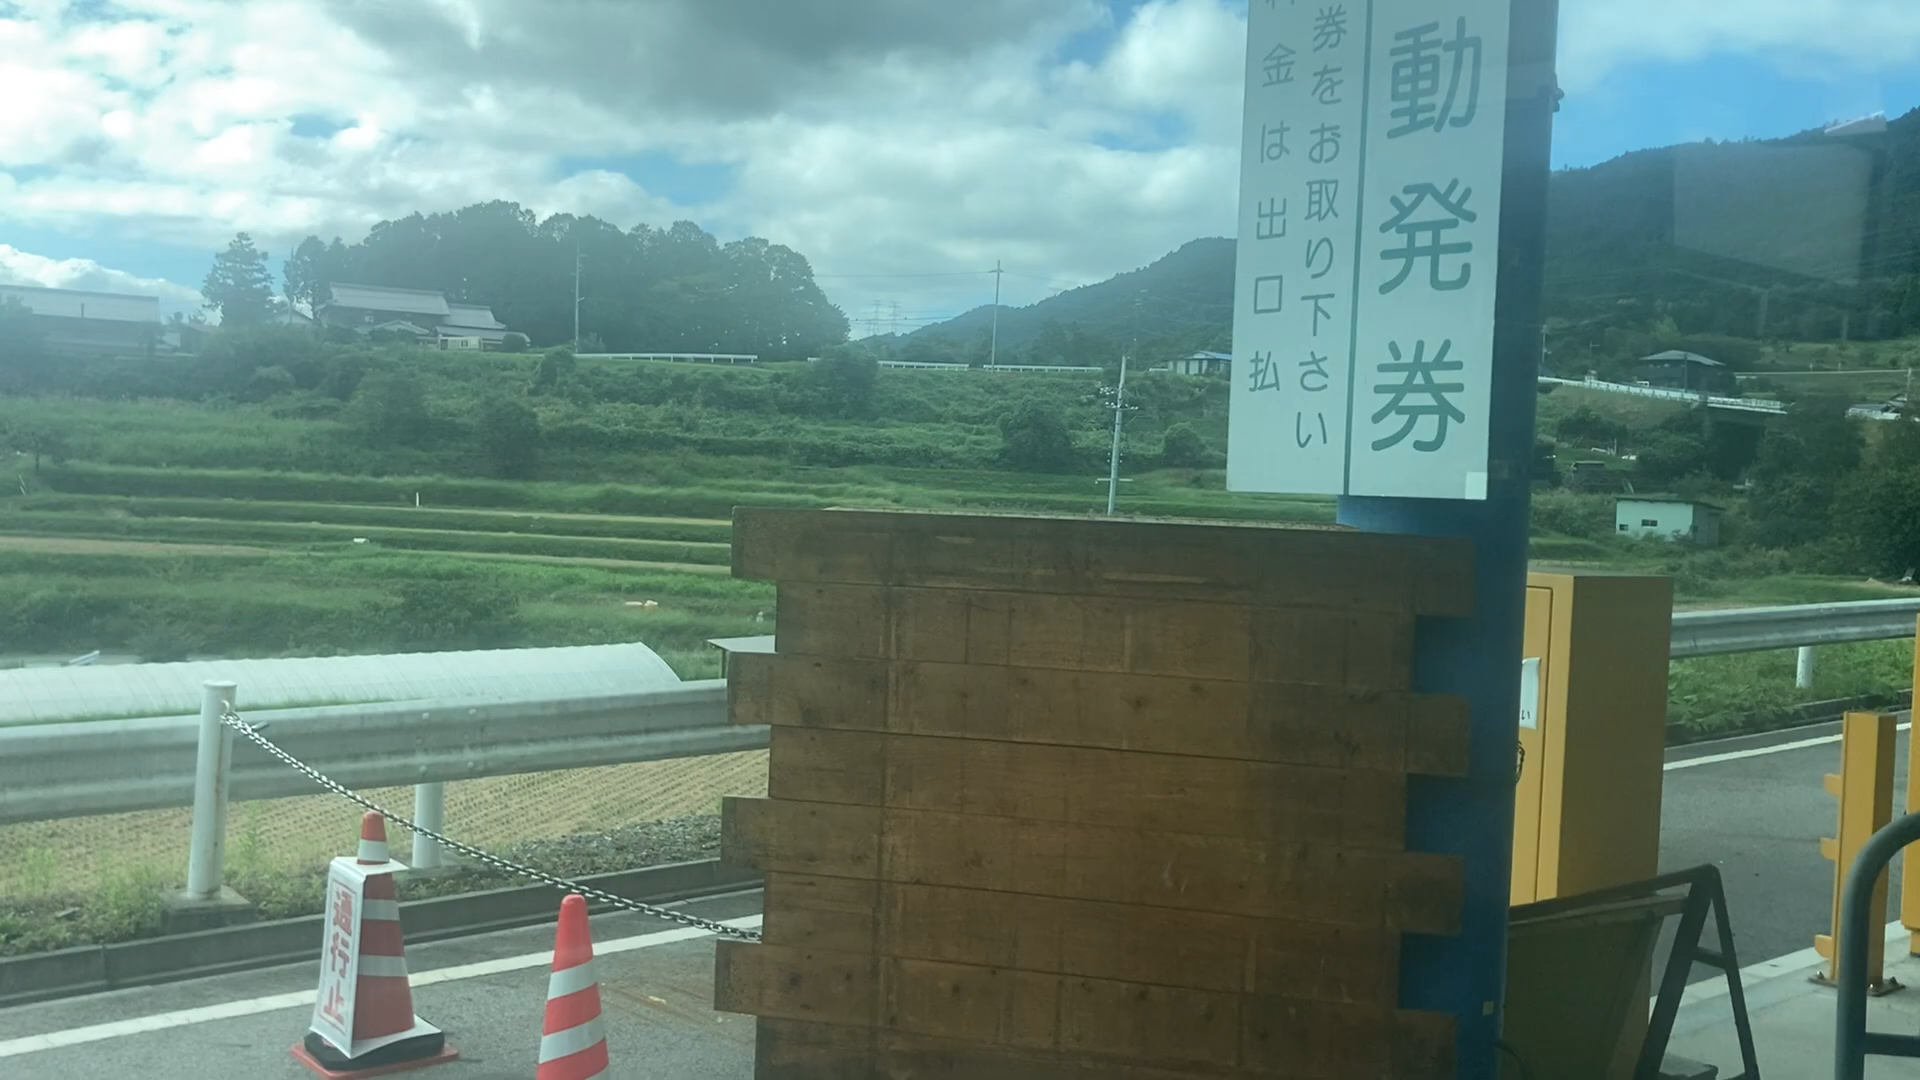 動発券
券をお取り下さい
金は出口払
通行止